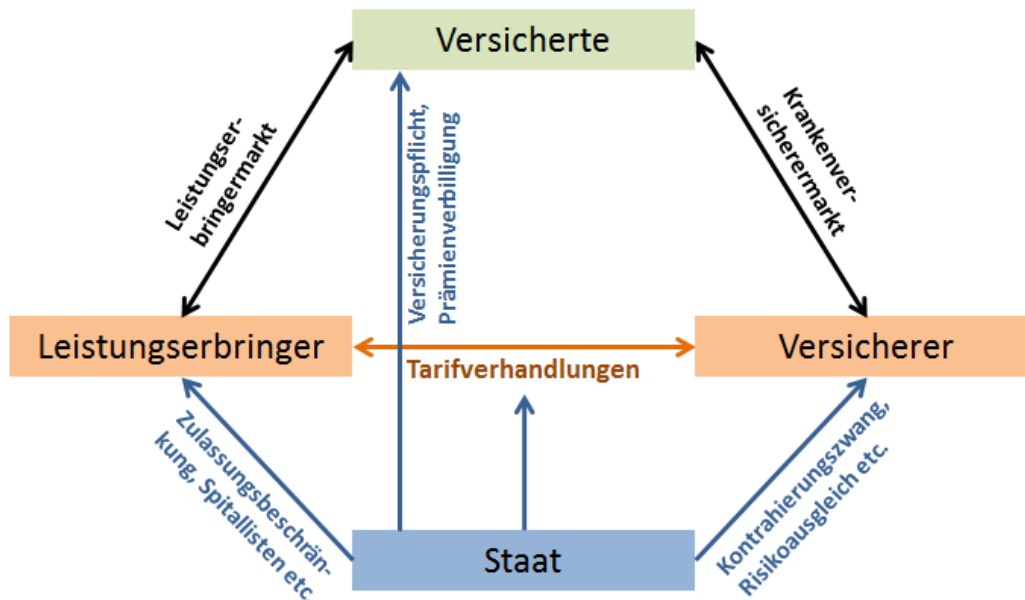 Versicherte
Leistungser-
bringermarkt
Versicherungspflicht,
Prämienverbilligung
Krankenver-
sicherermarkt
Leistungserbringer
Tarifverhandlungen
Versicherer
Zulassungsbeschrän-
kung, Spitallisten etc.
Kontrahierungszwang,
Risikoausgleich etc.
Staat